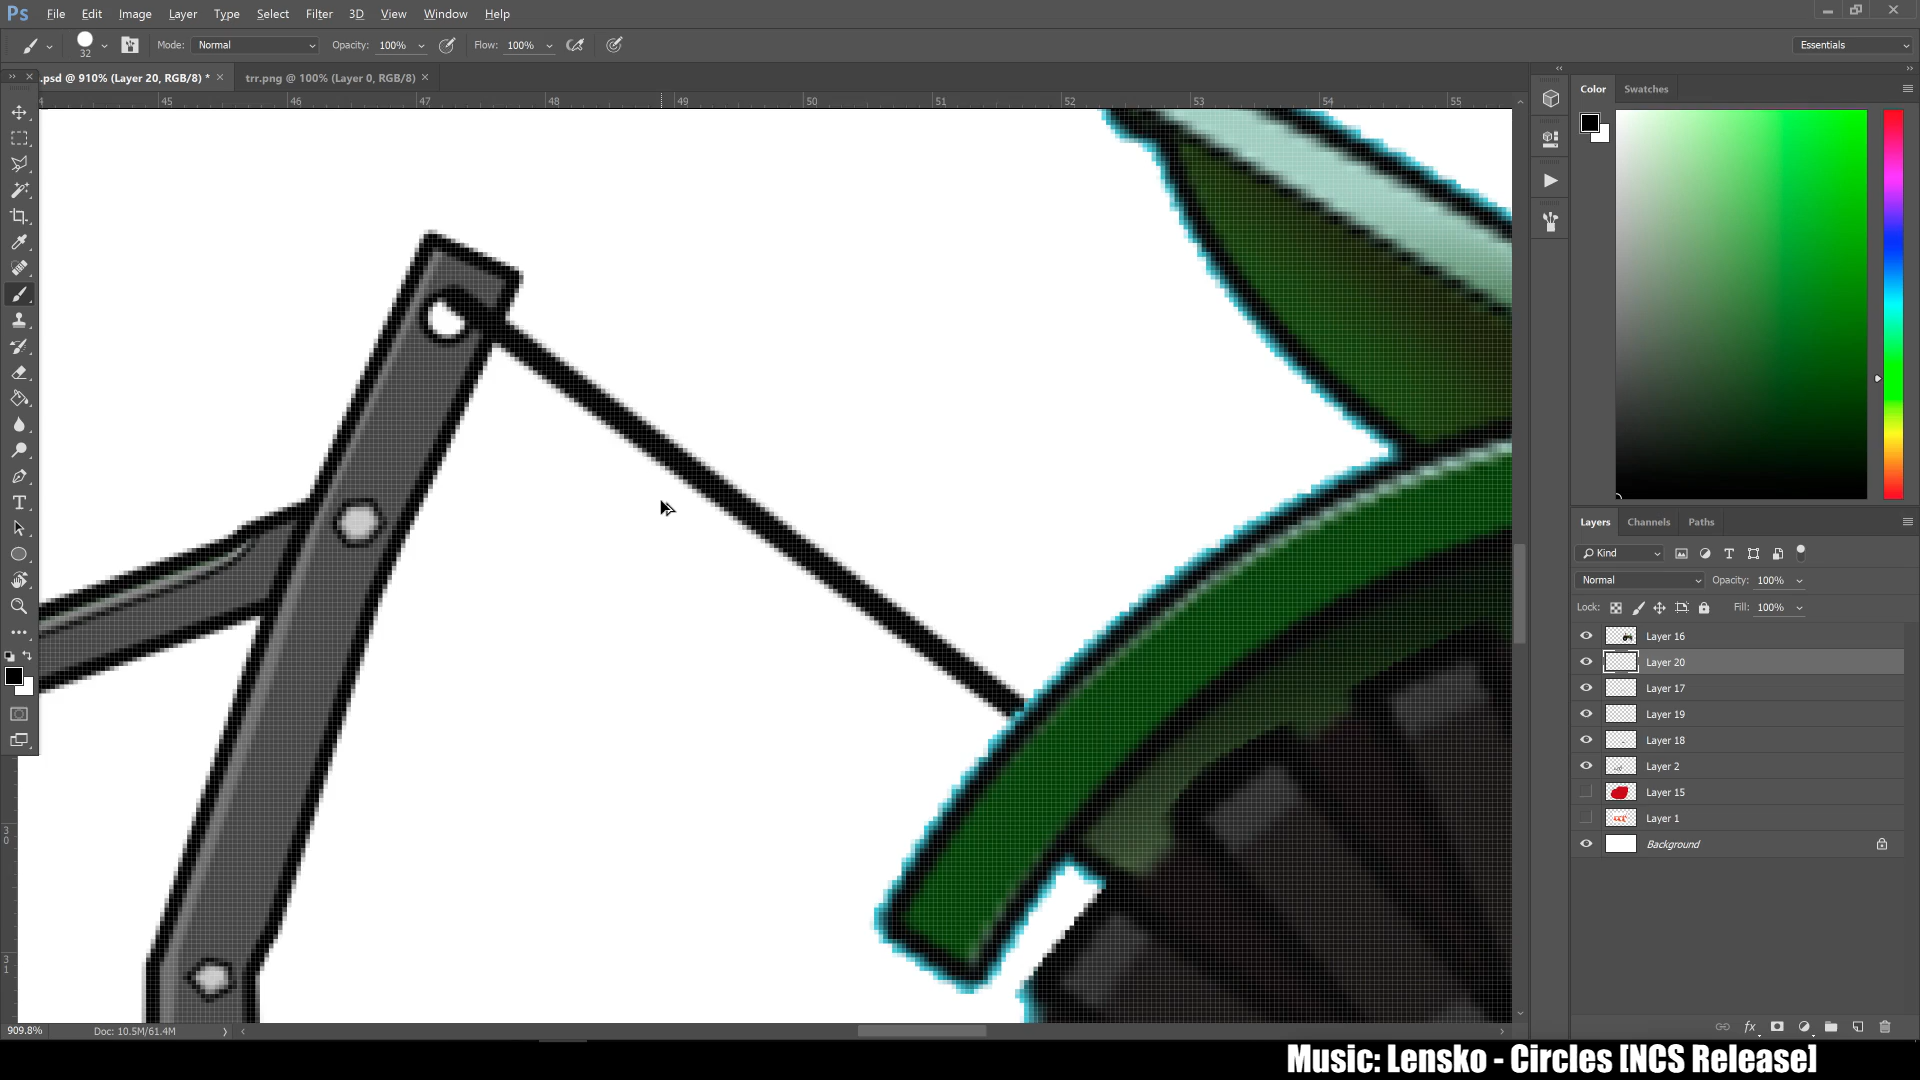 Ps File Edit Image Layer Type Select Filter 3D View Window Help
32 Mode: Normal Opacity: 100% Flow: 100% Essentials
.psd @ 910% (Layer 20, RGB/8) * × trr.png @ 100% (Layer 0, RGB/8) ×
45 46 47 48 49 50 51 52 53 54 55
Color Swatches
Layers Channels Paths
Kind
Normal Opacity: 100%
Lock: Fill: 100%
Layer 16
Layer 20
Layer 17
Layer 19
Layer 18
Layer 2
Layer 15
Layer 1
Background
30
31
909.8% Doc: 10.5M/61.4M
Music: Lensko - Circles [NCS Release]